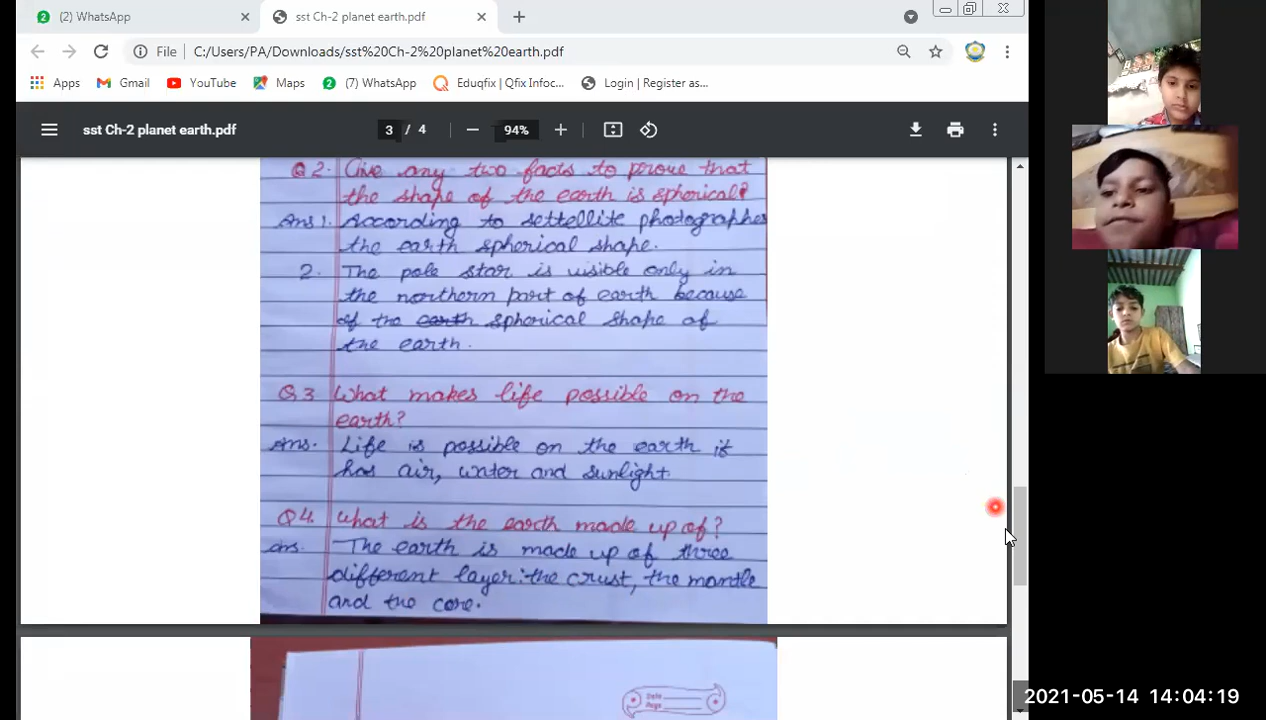 (2) WhatsApp
sst Ch-2 planet earth.pdf
File
C:/Users/PA/Downloads/sst%20Ch-2%20planet%20earth.pdf
Apps
Gmail
YouTube
Maps
(7) WhatsApp
Eduqfix | Qfix Infoc...
Login | Register as...
sst Ch-2 planet earth.pdf
3 / 4
94%
Q2. Give any two facts to prove that
the shape of the earth is spherical?
Ans 1. According to settellite photographes
the earth spherical shape.
2. The pole star is visible only in
the northern part of earth because
of the earth spherical shape of
the earth.
Q3 What makes life possible on the
earth?
Ans. Life is possible on the earth it
has air, water and sunlight.
Q4. What is the earth made up of?
ans. The earth is made up of three
different layer: the crust, the mantle
and the core.
Date
Page
2021-05-14 14:04:19